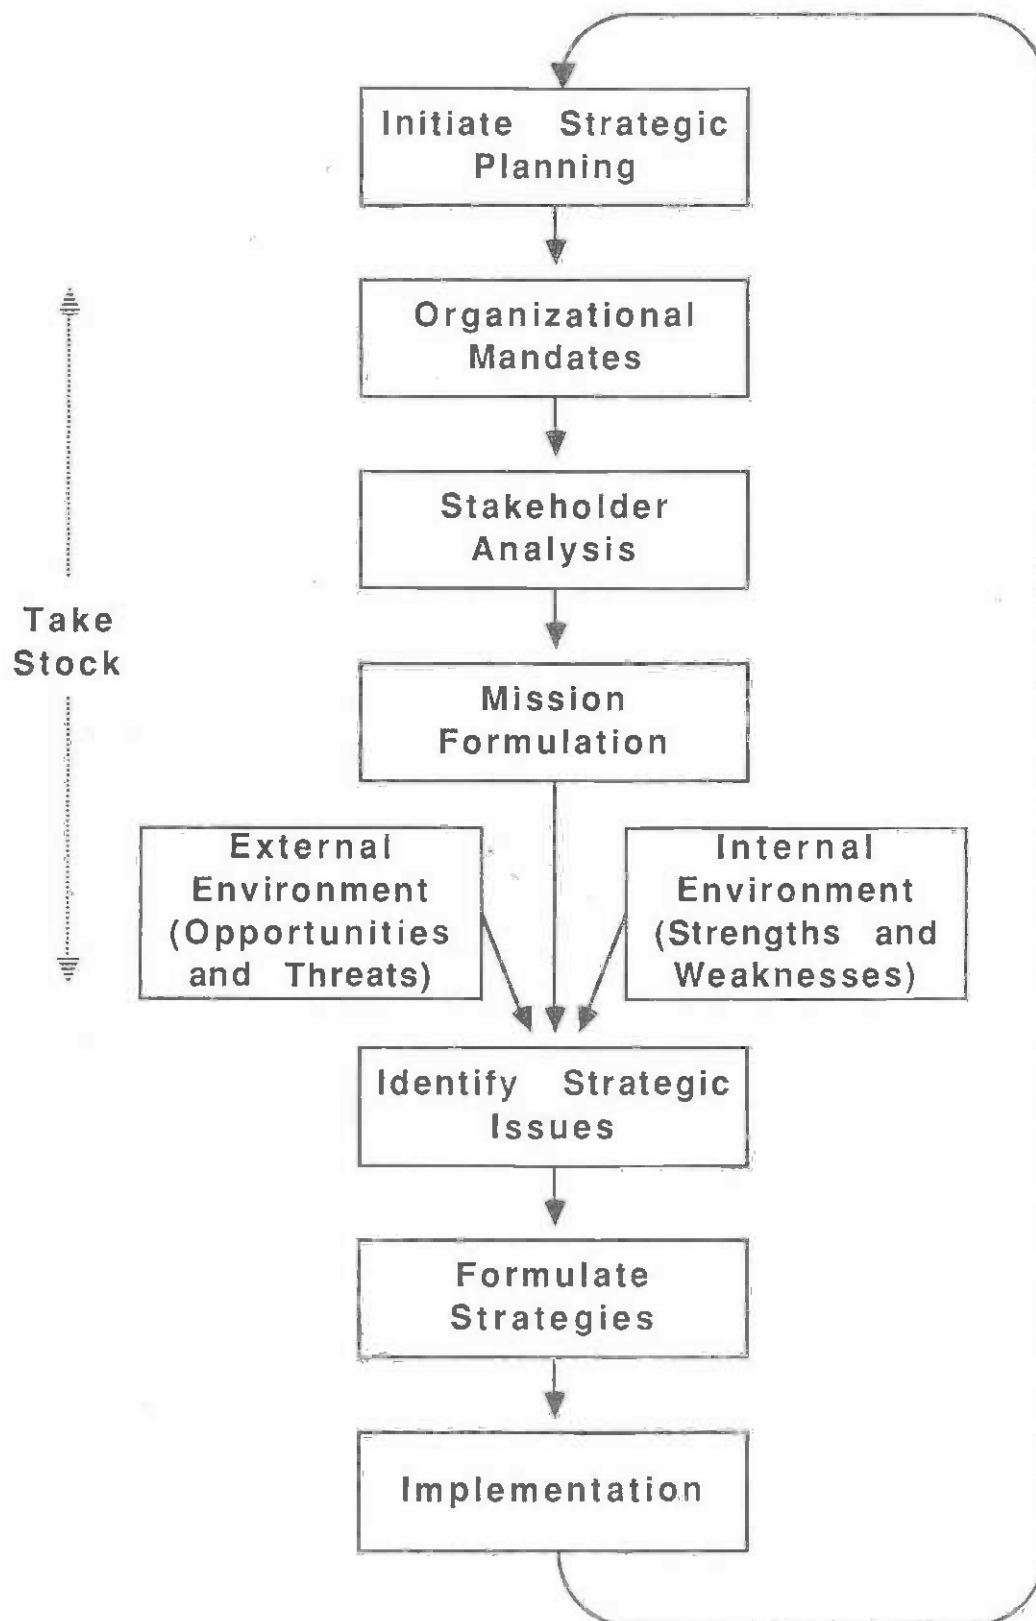 Initiate Strategic
Planning
Organizational
Mandates
Stakeholder
Analysis
Take
Stock
Mission
Formulation
External
Environment
(Opportunities
and Threats)
Internal
Environment
(Strengths and
Weaknesses)
Identify Strategic
Issues
Formulate
Strategies
Implementation